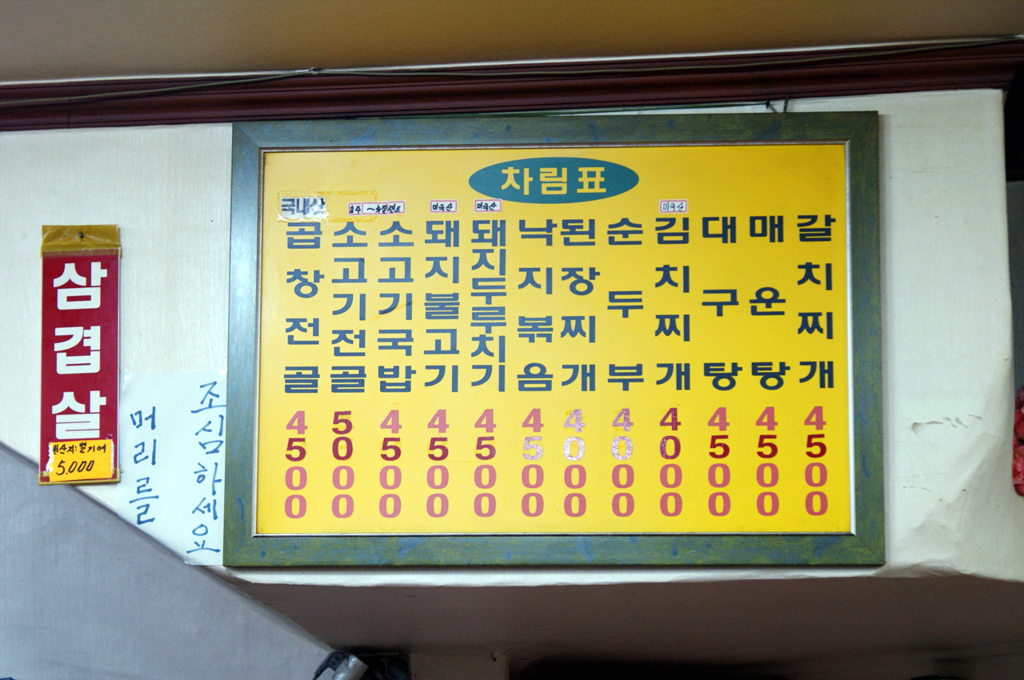 차림표
국내산
미국산
미국산
미국산
곱창전골 4500
소고기전골 5000
소고기국밥 4500
돼지불고기 4500
돼지두루치기 4500
낙지볶음 4500
된장찌개 4000
순두부 4000
김치찌개 4000
대구탕 4500
매운탕 4500
갈치찌개 4500
삼겹살
5.000
머리를
조심하세요